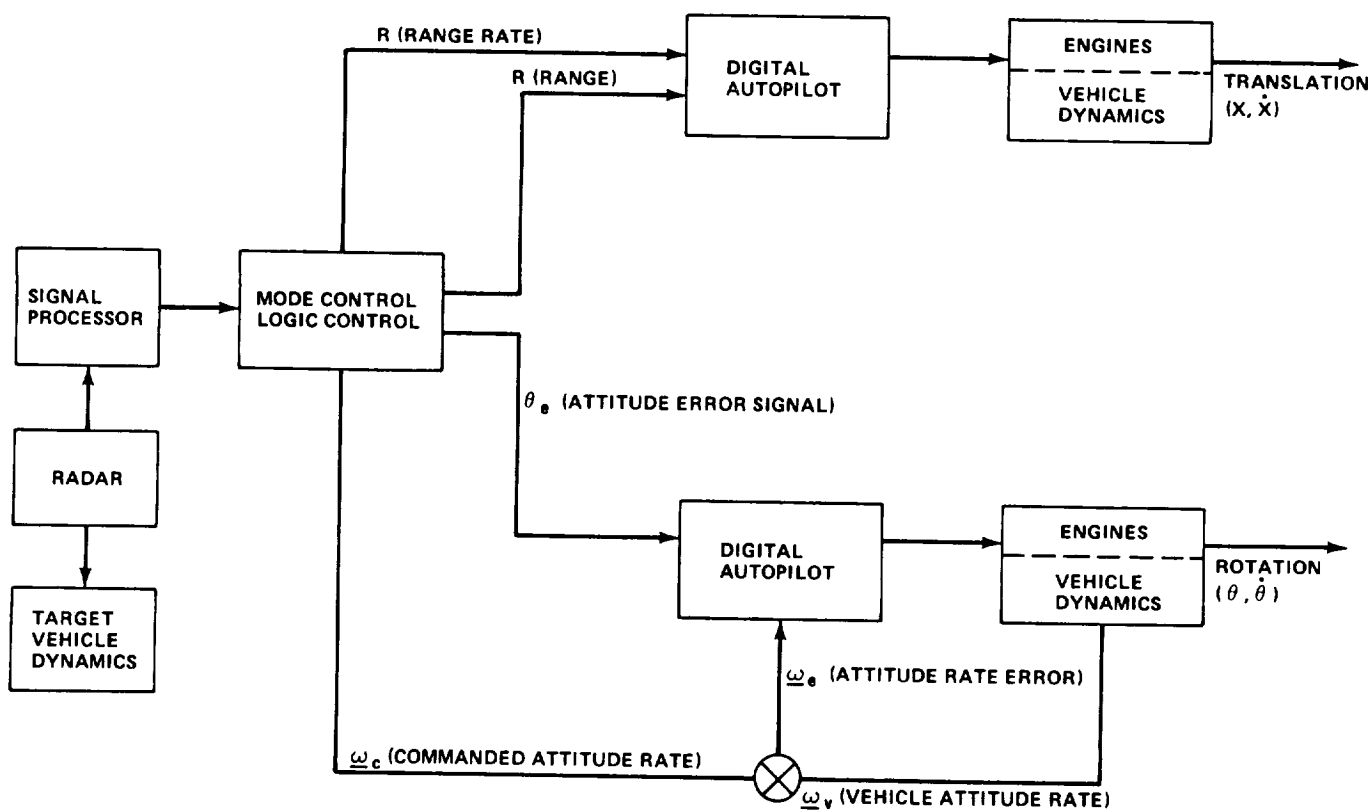 R (RANGE RATE)
R (RANGE)
DIGITAL
AUTOPILOT
ENGINES
VEHICLE
DYNAMICS
TRANSLATION
(X, Ẋ)
SIGNAL
PROCESSOR
MODE CONTROL
LOGIC CONTROL
RADAR
TARGET
VEHICLE
DYNAMICS
θe (ATTITUDE ERROR SIGNAL)
DIGITAL
AUTOPILOT
ENGINES
VEHICLE
DYNAMICS
ROTATION
(θ, θ̇)
ωe (ATTITUDE RATE ERROR)
ωc (COMMANDED ATTITUDE RATE)
ωv (VEHICLE ATTITUDE RATE)